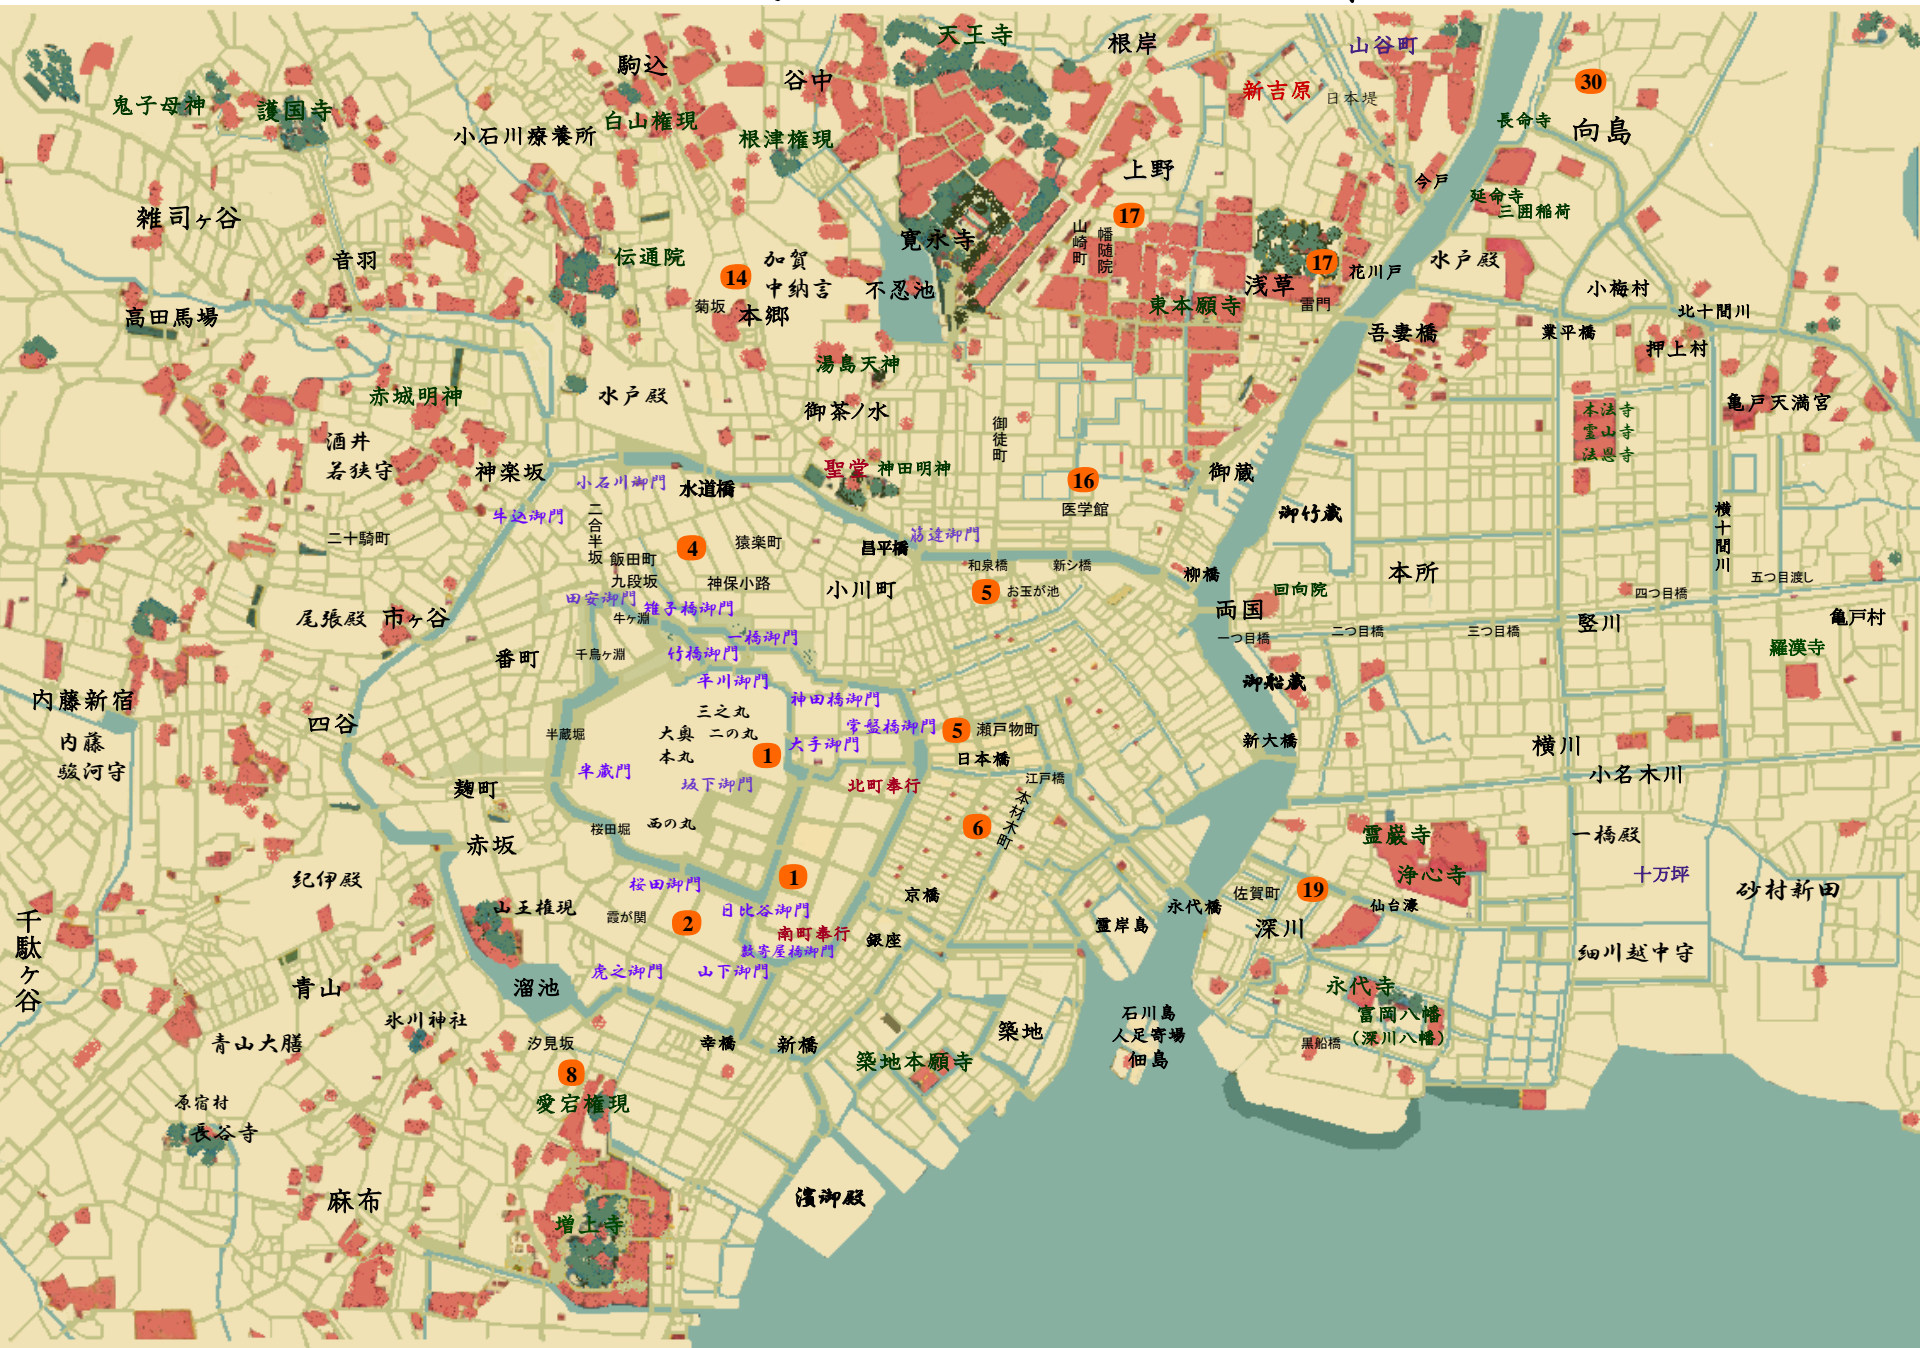 天王寺
根岸
山谷町
駒込
谷中
30
新吉原
日本堤
鬼子母神
護国寺
白山権現
長命寺
向島
小石川療養所
根津権現
上野
今戸
延命寺
三囲稲荷
雑司ヶ谷
17
山崎町
幡随院
寛永寺
音羽
伝通院
加賀
中納言
14
17
花川戸
水戸殿
菊坂
本郷
不忍池
浅草
雷門
東本願寺
小梅村
北十間川
高田馬場
吾妻橋
業平橋
押上村
湯島天神
赤城明神
水戸殿
御茶ノ水
御徒町
本法寺
霊山寺
法恩寺
亀戸天満宮
酒井
若狭守
神楽坂
聖堂
神田明神
御蔵
小石川御門
水道橋
16
医学館
牛込御門
二合半坂
御竹蔵
横十間川
二十騎町
飯田町
4
猿楽町
昌平橋
筋違御門
和泉橋
新シ橋
柳橋
本所
九段坂
神保小路
小川町
5
お玉が池
回向院
五つ目渡し
田安御門
雉子橋御門
両国
四つ目橋
尾張殿
市ヶ谷
牛ヶ淵
一橋御門
一つ目橋
二つ目橋
三つ目橋
竪川
亀戸村
番町
千鳥ヶ淵
竹橋御門
羅漢寺
平川御門
御船蔵
内藤新宿
神田橋御門
三之丸
四谷
半蔵堀
大奥
二の丸
常盤橋御門
5
瀬戸物町
内藤
駿河守
本丸
1
大手御門
日本橋
新大橋
横川
半蔵門
坂下御門
北町奉行
江戸橋
小名木川
麹町
本材木町
桜田堀
西の丸
6
赤坂
霊巌寺
一橋殿
紀伊殿
桜田御門
1
浄心寺
十万坪
京橋
佐賀町
19
砂村新田
山王権現
霞が関
2
日比谷御門
永代橋
仙台濠
千駄ヶ谷
南町奉行
銀座
霊岸島
深川
数寄屋橋御門
細川越中守
虎之御門
山下御門
青山
溜池
永代寺
氷川神社
石川島
人足寄場
佃島
富岡八幡
(深川八幡)
青山大膳
汐見坂
幸橋
新橋
築地
黒船橋
8
築地本願寺
原宿村
愛宕権現
長谷寺
麻布
濱御殿
増上寺